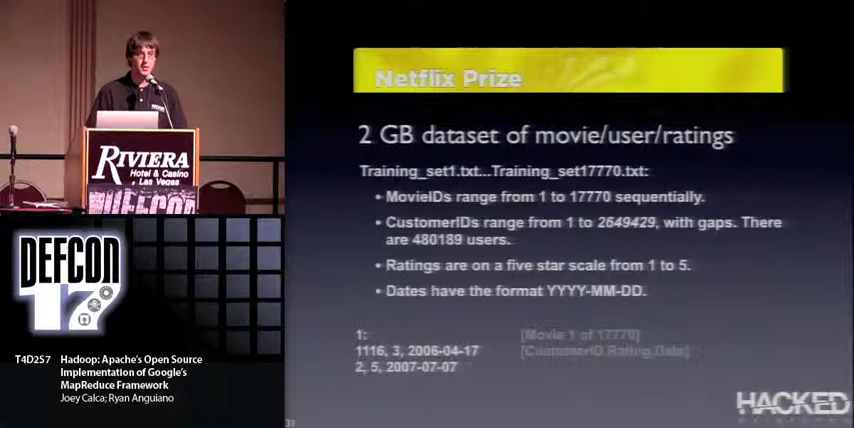 RIVIERA
Hotel & Casino
Las Vegas
DEFCON
17
T4D257
Hadoop: Apache's Open Source
Implementation of Google's
MapReduce Framework
Joey Calca; Ryan Anguiano
Netflix Prize
2 GB dataset of movie/user/ratings
Training_set1.txt...Training_set17770.txt:
• MovieIDs range from 1 to 17770 sequentially.
• CustomerIDs range from 1 to 2649429, with gaps. There
are 480189 users.
• Ratings are on a five star scale from 1 to 5.
• Dates have the format YYYY-MM-DD.
1: [Movie 1 of 17770]
1116, 3, 2006-04-17 [CustomerID,Rating,Date]
2, 5, 2007-07-07
HACKED
31